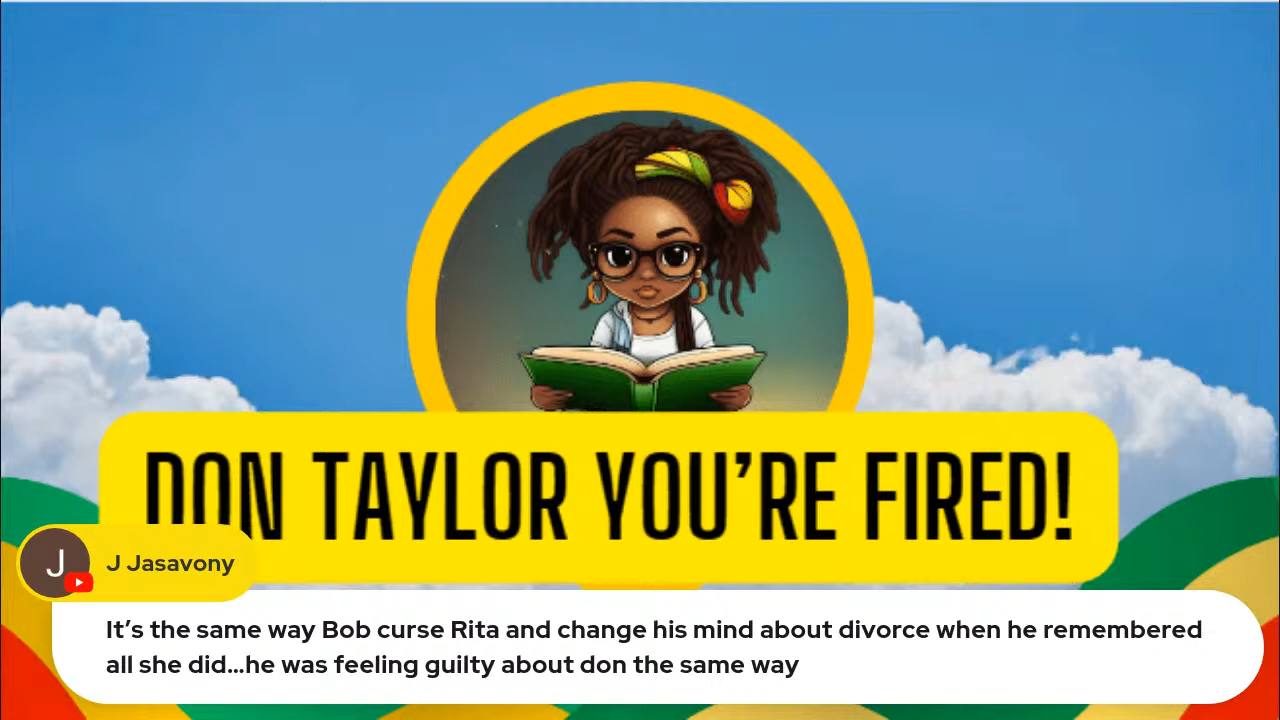 DON TAYLOR YOU'RE FIRED!
J
J Jasavony
It's the same way Bob curse Rita and change his mind about divorce when he remembered
all she did...he was feeling guilty about don the same way